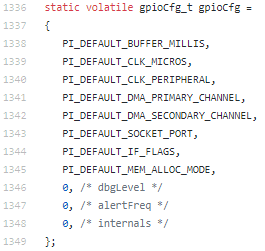 1336 static volatile gpioCfg_t gpioCfg =
1337 {
1338 PI_DEFAULT_BUFFER_MILLIS,
1339 PI_DEFAULT_CLK_MICROS,
1340 PI_DEFAULT_CLK_PERIPHERAL,
1341 PI_DEFAULT_DMA_PRIMARY_CHANNEL,
1342 PI_DEFAULT_DMA_SECONDARY_CHANNEL,
1343 PI_DEFAULT_SOCKET_PORT,
1344 PI_DEFAULT_IF_FLAGS,
1345 PI_DEFAULT_MEM_ALLOC_MODE,
1346 0, /* dbgLevel */
1347 0, /* alertFreq */
1348 0, /* internals */
1349 };